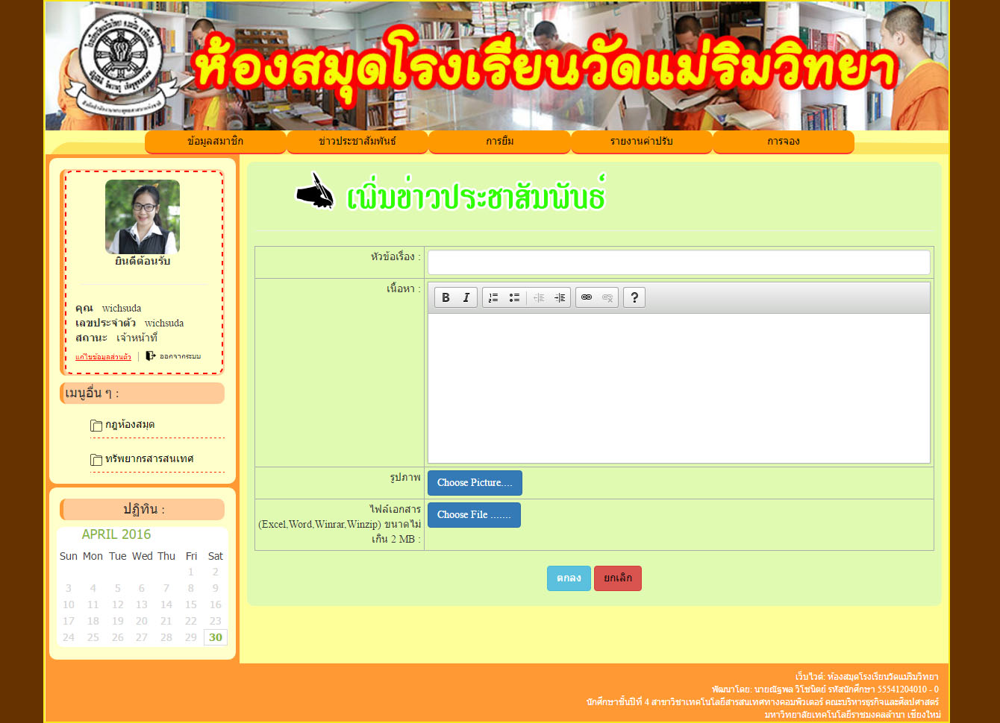 ห้องสมุดโรงเรียนวัดแม่ริมวิทยา
ข้อมูลสมาชิก ข่าวประชาสัมพันธ์ การยืม รายงานค่าปรับ การจอง
ยินดีต้อนรับ
คุณ wichsuda
เลขประจำตัว wichsuda
สถานะ เจ้าหน้าที่
แก้ไขข้อมูลส่วนตัว | ออกจากระบบ
เมนูอื่น ๆ :
กฎห้องสมุด
ทรัพยากรสารสนเทศ
ปฏิทิน :
APRIL 2016
Sun Mon Tue Wed Thu Fri Sat
1 2
3 4 5 6 7 8 9
10 11 12 13 14 15 16
17 18 19 20 21 22 23
24 25 26 27 28 29 30
เพิ่มข่าวประชาสัมพันธ์
หัวข้อเรื่อง :
เนื้อหา :
B I ?
รูปภาพ
Choose Picture....
ไฟล์เอกสาร
(Excel,Word,Winrar,Winzip) ขนาดไม่
เกิน 2 MB :
Choose File .......
ตกลง ยกเลิก
เว็บไวต์: ห้องสมุดโรงเรียนวัดแม่ริมวิทยา
พัฒนาโดย: นายณัฐพล วิโชนิตย์ รหัสนักศึกษา 55541204010 - 0
นักศึกษาชั้นปีที่ 4 สาขาวิชาเทคโนโลยีสารสนเทศทางคอมพิวเตอร์ คณะบริหารธุรกิจและศิลปศาสตร์
มหาวิทยาลัยเทคโนโลยีราชมงคลล้านนา เชียงใหม่